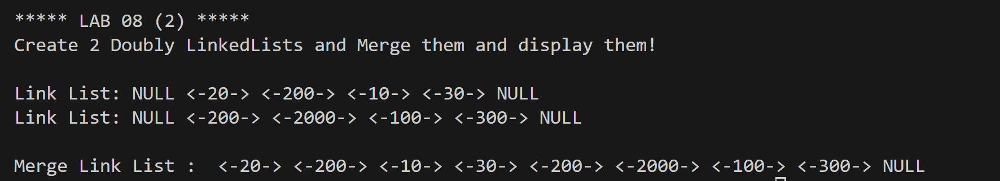 ***** LAB 08 (2) *****
Create 2 Doubly LinkedLists and Merge them and display them!
Link List: NULL <-20-> <-200-> <-10-> <-30-> NULL
Link List: NULL <-200-> <-2000-> <-100-> <-300-> NULL
Merge Link List :  <-20-> <-200-> <-10-> <-30-> <-200-> <-2000-> <-100-> <-300-> NULL